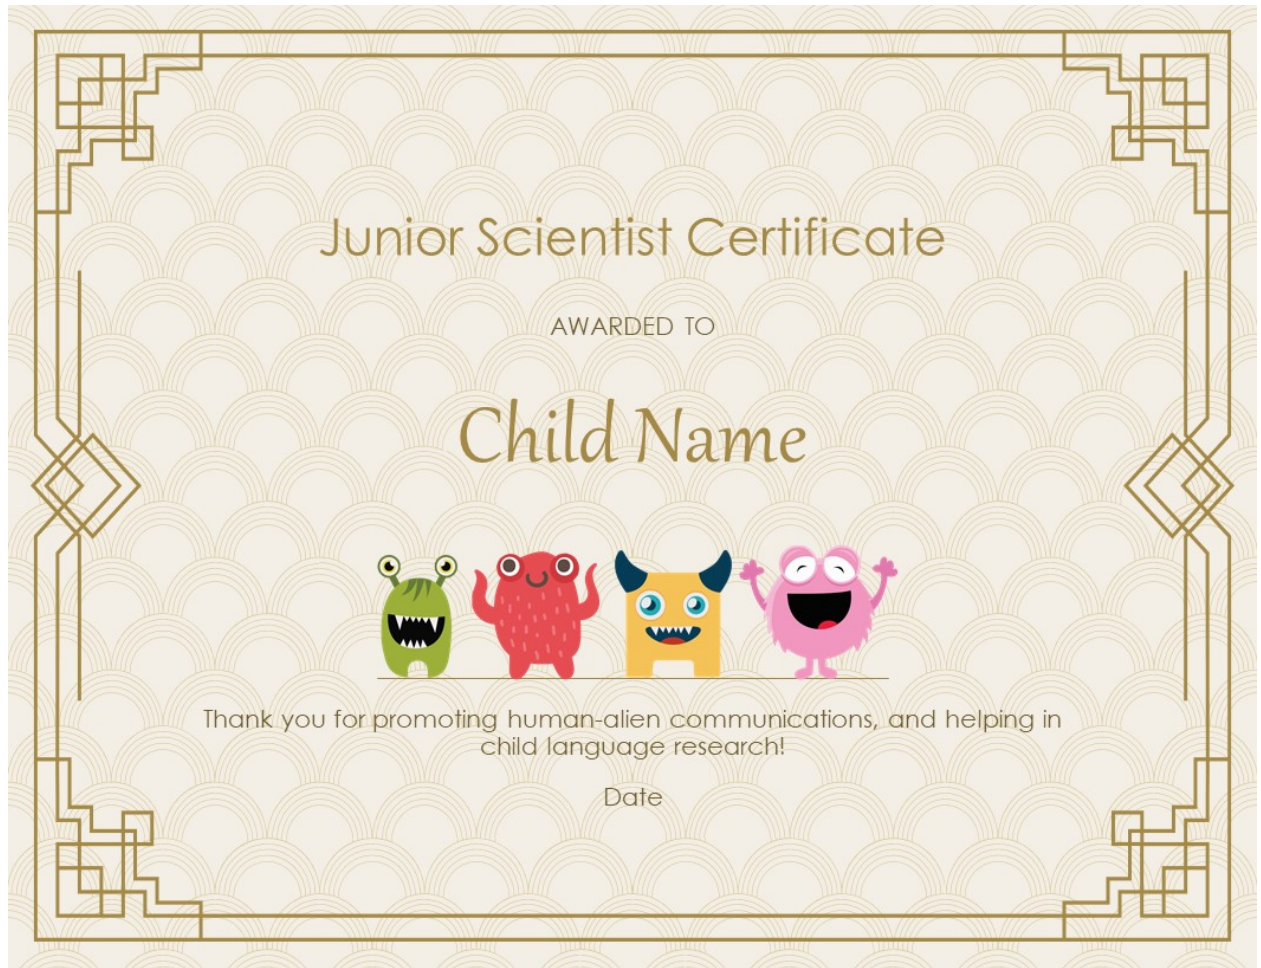 Junior Scientist Certificate
AWARDED TO
Child Name
Thank you for promoting human-alien communications, and helping in
child language research!
Date